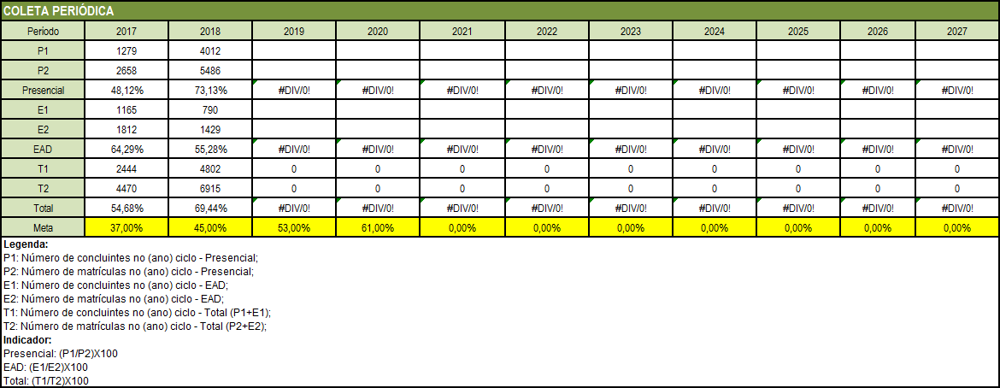 COLETA PERIÓDICA
Período 2017 2018 2019 2020 2021 2022 2023 2024 2025 2026 2027
P1 1279 4012
P2 2658 5486
Presencial 48,12% 73,13% #DIV/0! #DIV/0! #DIV/0! #DIV/0! #DIV/0! #DIV/0! #DIV/0! #DIV/0! #DIV/0!
E1 1165 790
E2 1812 1429
EAD 64,29% 55,28% #DIV/0! #DIV/0! #DIV/0! #DIV/0! #DIV/0! #DIV/0! #DIV/0! #DIV/0! #DIV/0!
T1 2444 4802 0 0 0 0 0 0 0 0 0
T2 4470 6915 0 0 0 0 0 0 0 0 0
Total 54,68% 69,44% #DIV/0! #DIV/0! #DIV/0! #DIV/0! #DIV/0! #DIV/0! #DIV/0! #DIV/0! #DIV/0!
Meta 37,00% 45,00% 53,00% 61,00% 0,00% 0,00% 0,00% 0,00% 0,00% 0,00% 0,00%
Legenda:
P1: Número de concluintes no (ano) ciclo - Presencial;
P2: Número de matrículas no (ano) ciclo - Presencial;
E1: Número de concluintes no (ano) ciclo - EAD;
E2: Número de matrículas no (ano) ciclo - EAD;
T1: Número de concluintes no (ano) ciclo - Total (P1+E1);
T2: Número de matrículas no (ano) ciclo - Total (P2+E2);
Indicador:
Presencial: (P1/P2)X100
EAD: (E1/E2)X100
Total: (T1/T2)X100